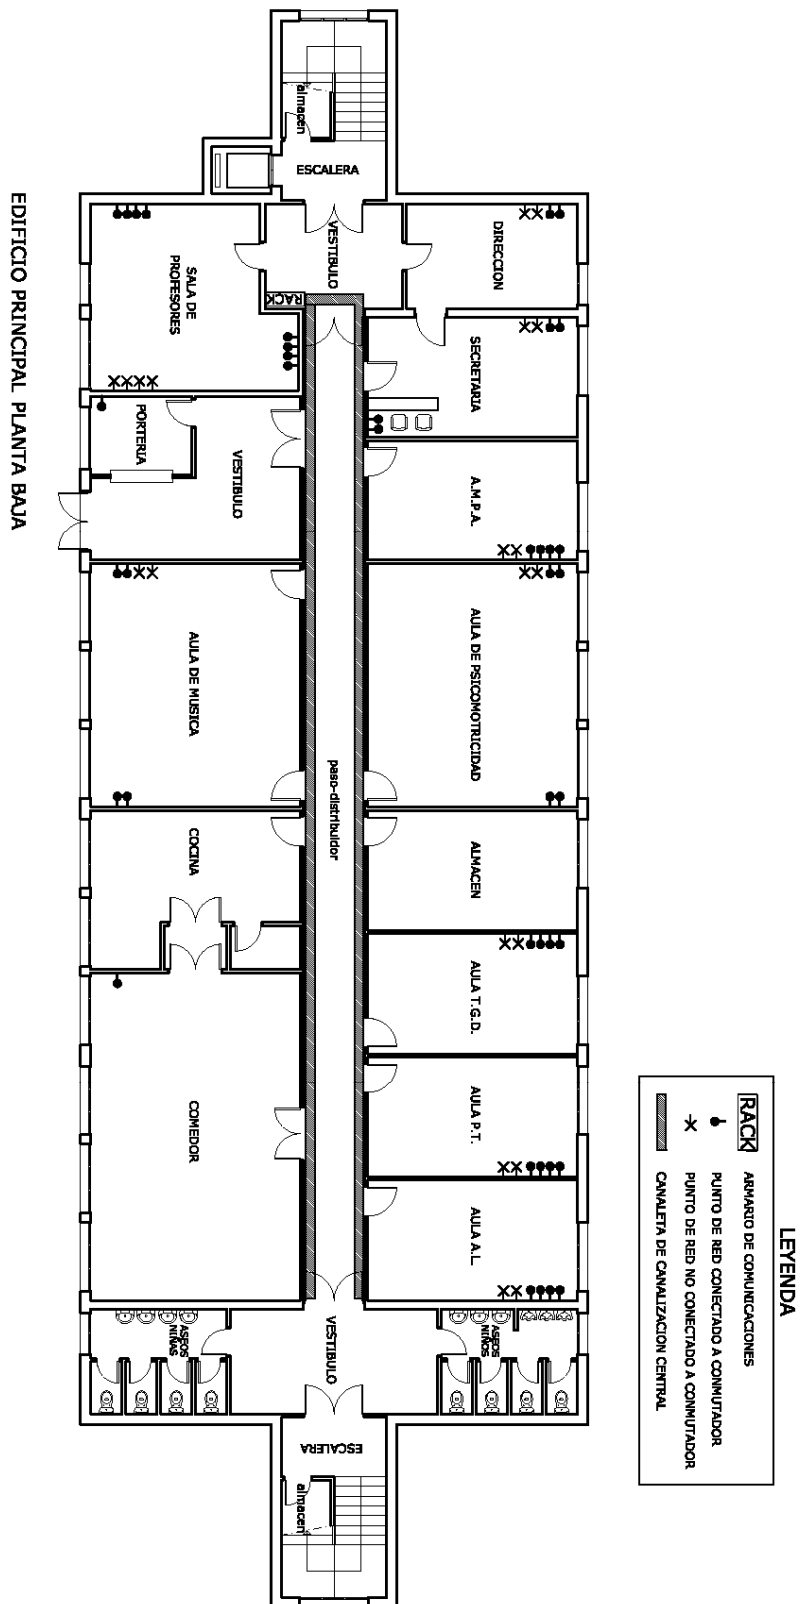 EDIFICIO PRINCIPAL PLANTA BAJA
almacen
ESCALERA
VESTIBULO
DIRECCION
SALA DE
PROFESORES
RACK
SECRETARIA
PORTERIA
VESTIBULO
A.M.P.A.
AULA DE MUSICA
AULA DE PSICOMOTRICIDAD
paso-distribuidor
COCINA
ALMACEN
AULA T.G.D.
COMEDOR
AULA P.T.
AULA A.L.
ASEOS
NIÑAS
VESTIBULO
ASEOS
NIÑOS
ESCALERA
almacen
LEYENDA
RACK ARMARIO DE COMUNICACIONES
PUNTO DE RED CONECTADO A CONMUTADOR
PUNTO DE RED NO CONECTADO A CONMUTADOR
CANALETA DE CANALIZACION CENTRAL